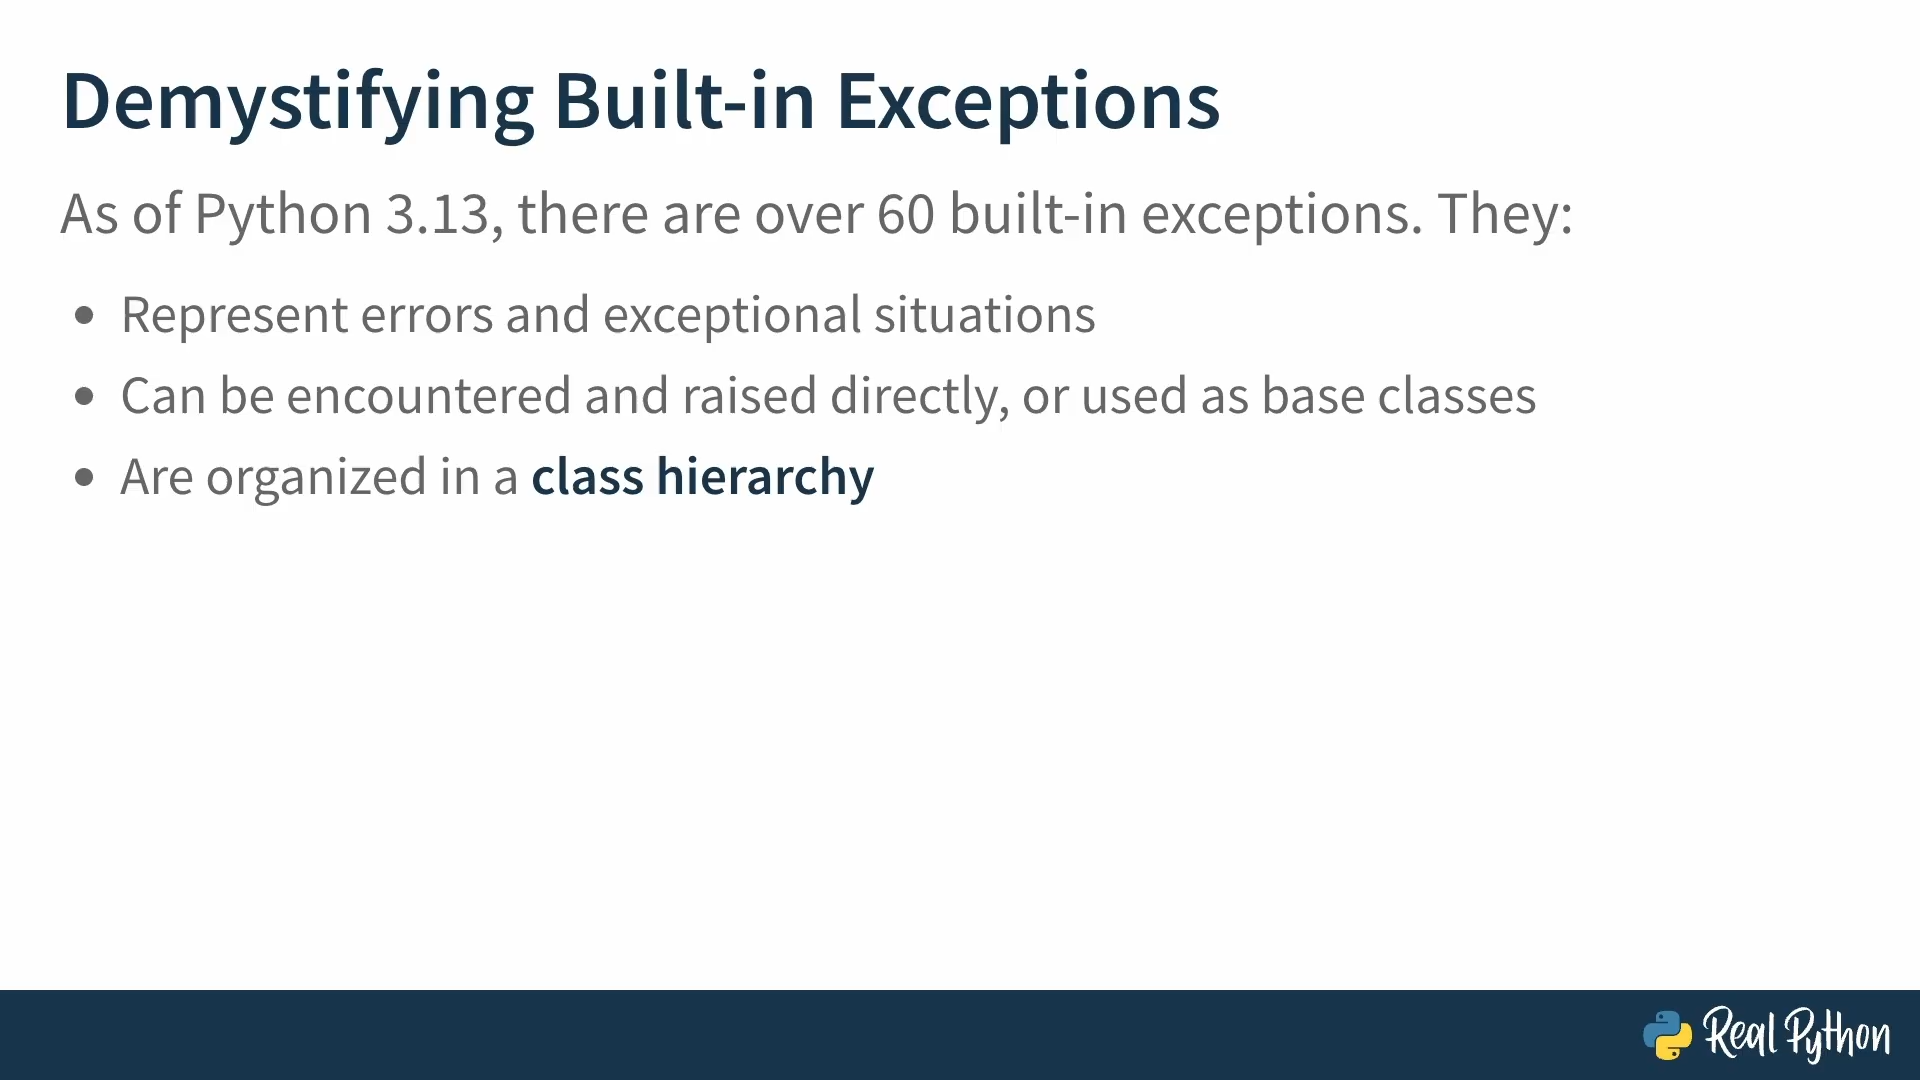 Demystifying Built-in Exceptions
As of Python 3.13, there are over 60 built-in exceptions. They:
• Represent errors and exceptional situations
• Can be encountered and raised directly, or used as base classes
• Are organized in a class hierarchy
Real Python